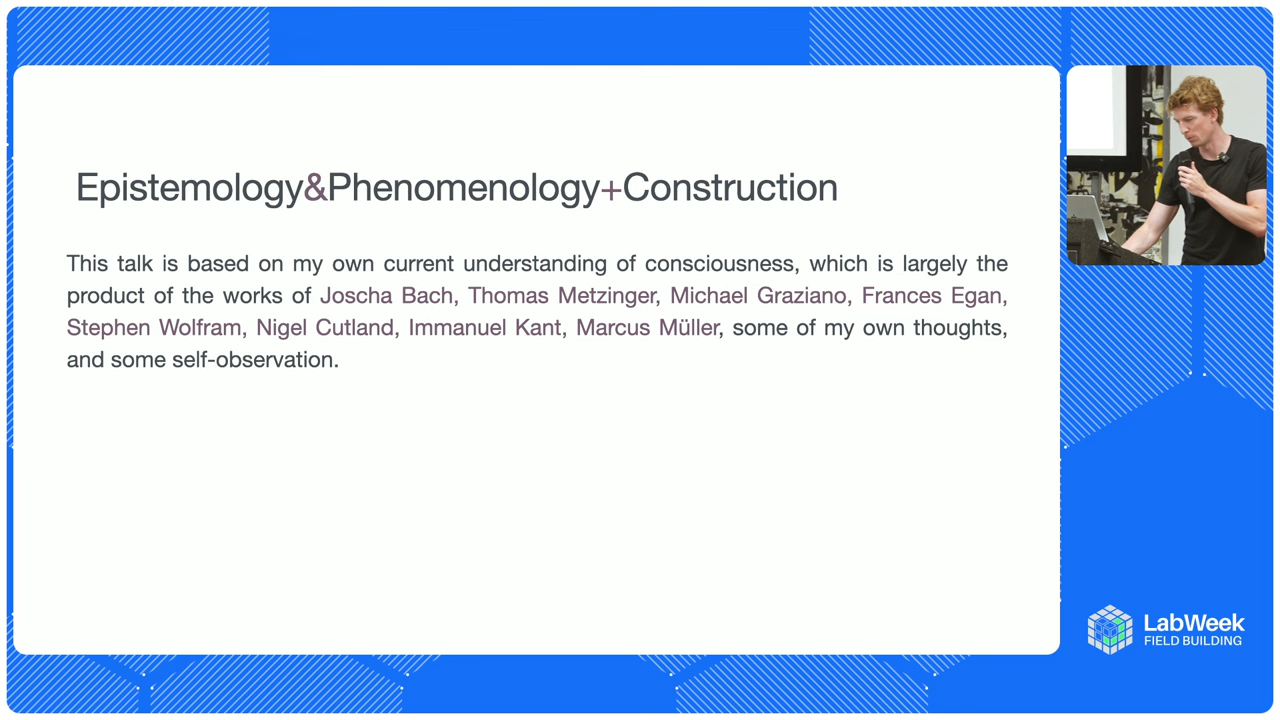 Epistemology&Phenomenology+Construction
This talk is based on my own current understanding of consciousness, which is largely the
product of the works of Joscha Bach, Thomas Metzinger, Michael Graziano, Frances Egan,
Stephen Wolfram, Nigel Cutland, Immanuel Kant, Marcus Müller, some of my own thoughts,
and some self-observation.
LabWeek
FIELD BUILDING